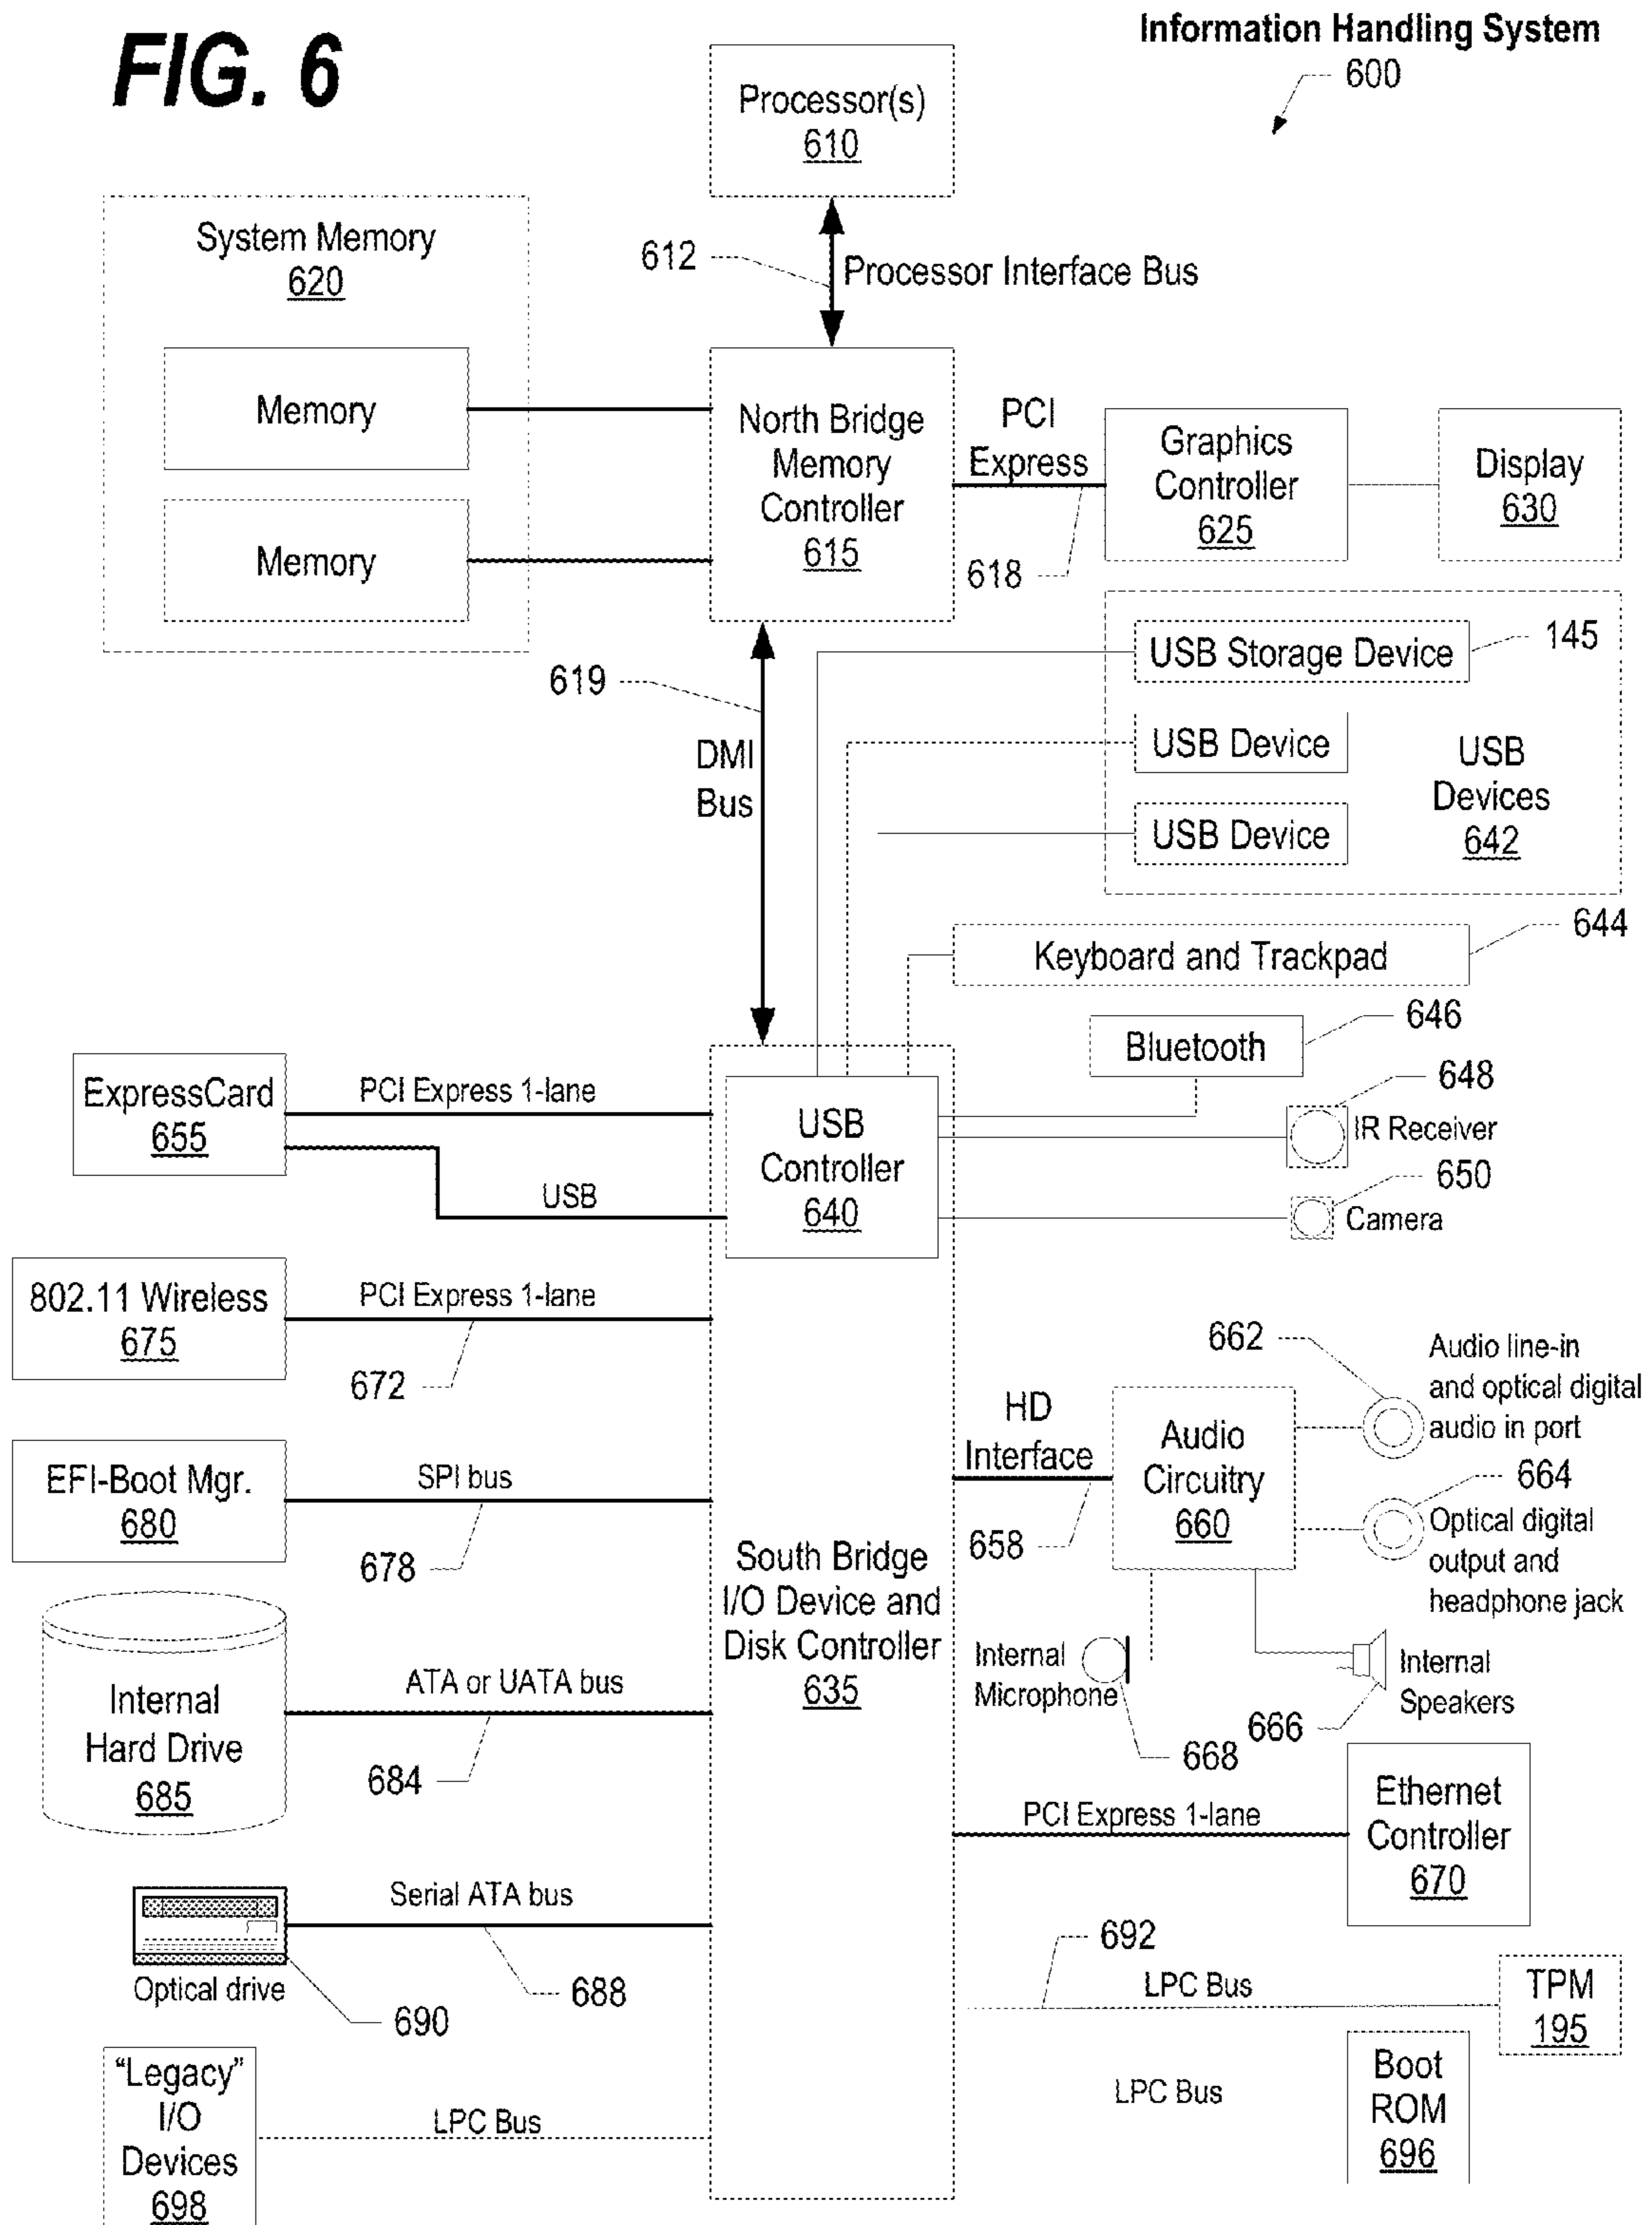 FIG. 6
Information Handling System
600
Processor(s)
610
612
Processor Interface Bus
System Memory
620
Memory
Memory
North Bridge
Memory
Controller
615
PCI
Express
618
Graphics
Controller
625
Display
630
619
DMI
Bus
USB Storage Device
145
USB Device
USB Device
USB
Devices
642
Keyboard and Trackpad
644
Bluetooth
646
648
IR Receiver
650
Camera
ExpressCard
655
PCI Express 1-lane
USB
USB
Controller
640
802.11 Wireless
675
PCI Express 1-lane
672
EFI-Boot Mgr.
680
SPI bus
678
South Bridge
I/O Device and
Disk Controller
635
HD
Interface
658
Audio
Circuitry
660
662
Audio line-in
and optical digital
audio in port
664
Optical digital
output and
headphone jack
Internal
Microphone
668
666
Internal
Speakers
Internal
Hard Drive
685
ATA or UATA bus
684
PCI Express 1-lane
Ethernet
Controller
670
Serial ATA bus
688
Optical drive
690
692
LPC Bus
TPM
195
LPC Bus
Boot
ROM
696
“Legacy”
I/O
Devices
698
LPC Bus